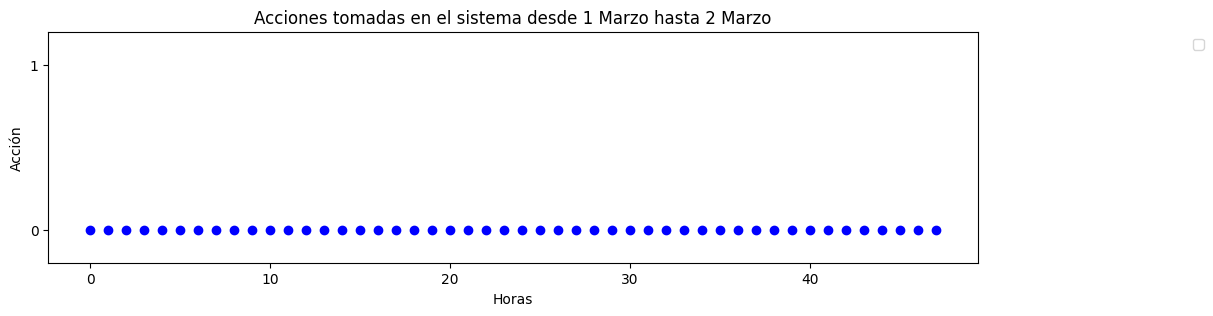 Acciones tomadas en el sistema desde 1 Marzo hasta 2 Marzo
1
Acción
0
0 10 20 30 40
Horas